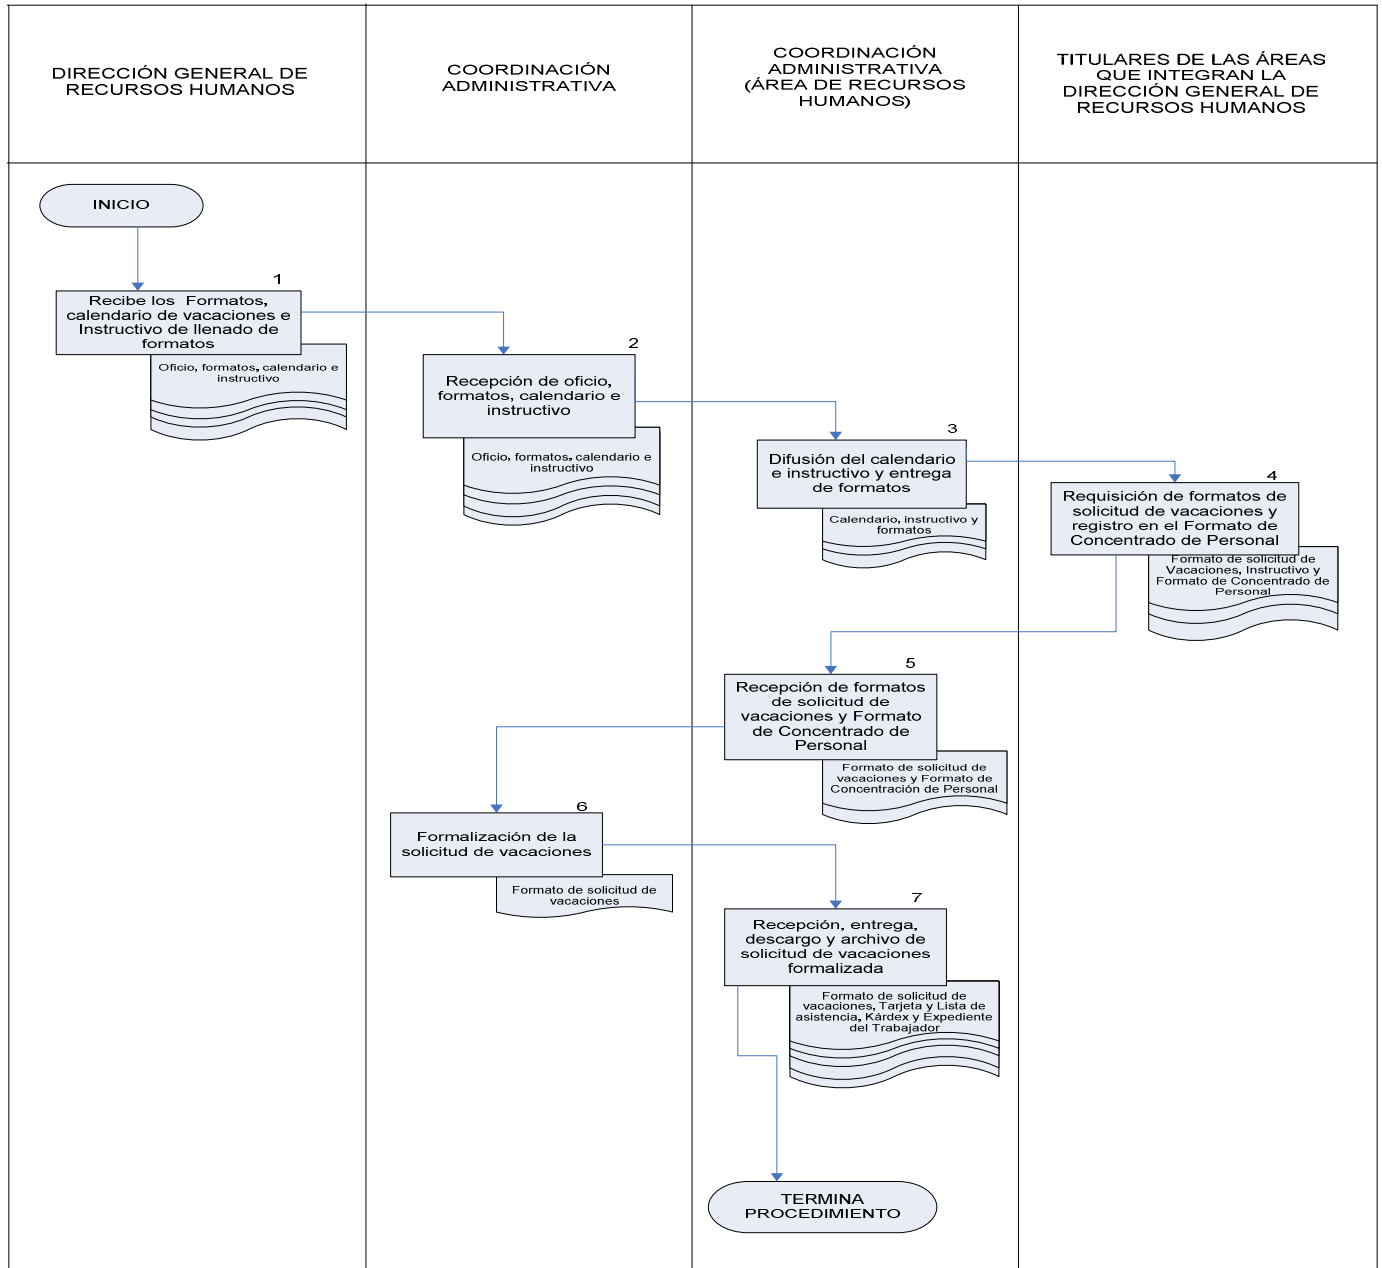 DIRECCIÓN GENERAL DE
RECURSOS HUMANOS
COORDINACIÓN
ADMINISTRATIVA
COORDINACIÓN
ADMINISTRATIVA
(ÁREA DE RECURSOS
HUMANOS)
TITULARES DE LAS ÁREAS
QUE INTEGRAN LA
DIRECCIÓN GENERAL DE
RECURSOS HUMANOS
INICIO
1
Recibe los Formatos,
calendario de vacaciones e
Instructivo de llenado de
formatos
Oficio, formatos, calendario e
instructivo
2
Recepción de oficio,
formatos, calendario e
instructivo
Oficio, formatos, calendario e
instructivo
3
Difusión del calendario
e instructivo y entrega
de formatos
Calendario, instructivo y
formatos
4
Requisición de formatos de
solicitud de vacaciones y
registro en el Formato de
Concentrado de Personal
Formato de solicitud de
Vacaciones, Instructivo y
Formato de Concentrado de
Personal
5
Recepción de formatos
de solicitud de
vacaciones y Formato
de Concentrado de
Personal
Formato de solicitud de
vacaciones y Formato de
Concentración de Personal
6
Formalización de la
solicitud de vacaciones
Formato de solicitud de
vacaciones
7
Recepción, entrega,
descargo y archivo de
solicitud de vacaciones
formalizada
Formato de solicitud de
vacaciones, Tarjeta y Lista de
asistencia, Kárdex y Expediente
del Trabajador
TERMINA
PROCEDIMIENTO